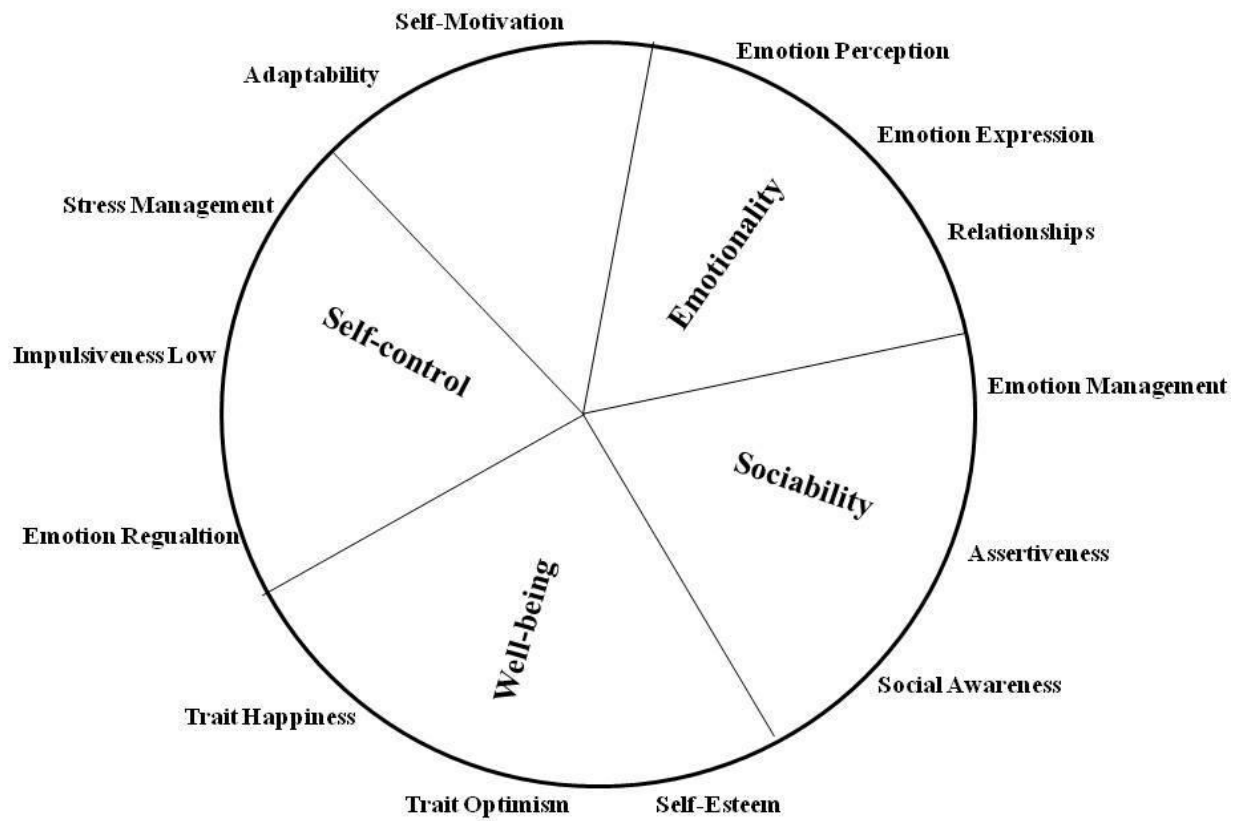 Self-Motivation
Emotion Perception
Adaptability
Emotion Expression
Stress Management
Relationships
Emotionality
Self-control
Impulsiveness Low
Emotion Management
Sociability
Emotion Regualtion
Assertiveness
Well-being
Social Awareness
Trait Happiness
Trait Optimism
Self-Esteem